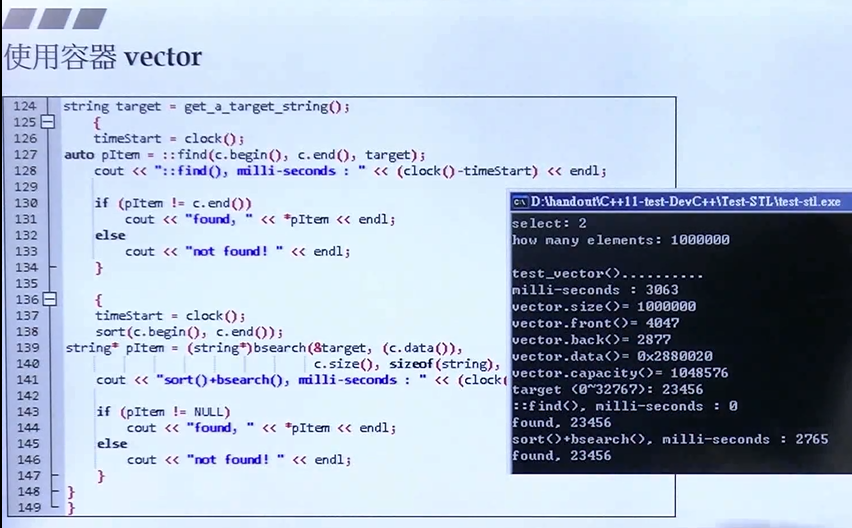 使用容器 vector
124 string target = get_a_target_string();
125 {
126 timeStart = clock();
127 auto pItem = ::find(c.begin(), c.end(), target);
128 cout << "::find(), milli-seconds : " << (clock()-timeStart) << endl;
129
130 if (pItem != c.end())
131 cout << "found, " << *pItem << endl;
132 else
133 cout << "not found! " << endl;
134 }
135
136 {
137 timeStart = clock();
138 sort(c.begin(), c.end());
139 string* pItem = (string*)bsearch(&target, (c.data()),
140 c.size(), sizeof(string),
141 cout << "sort()+bsearch(), milli-seconds : " << (clock(
142
143 if (pItem != NULL)
144 cout << "found, " << *pItem << endl;
145 else
146 cout << "not found! " << endl;
147 }
148 }
149 }
D:\handout\C++11-test-DevC++\Test-STL\test-stl.exe
select: 2
how many elements: 1000000
test_vector()..........
milli-seconds : 3063
vector.size()= 1000000
vector.front()= 4047
vector.back()= 2877
vector.data()= 0x2880020
vector.capacity()= 1048576
target (0~32767): 23456
::find(), milli-seconds : 0
found, 23456
sort()+bsearch(), milli-seconds : 2765
found, 23456